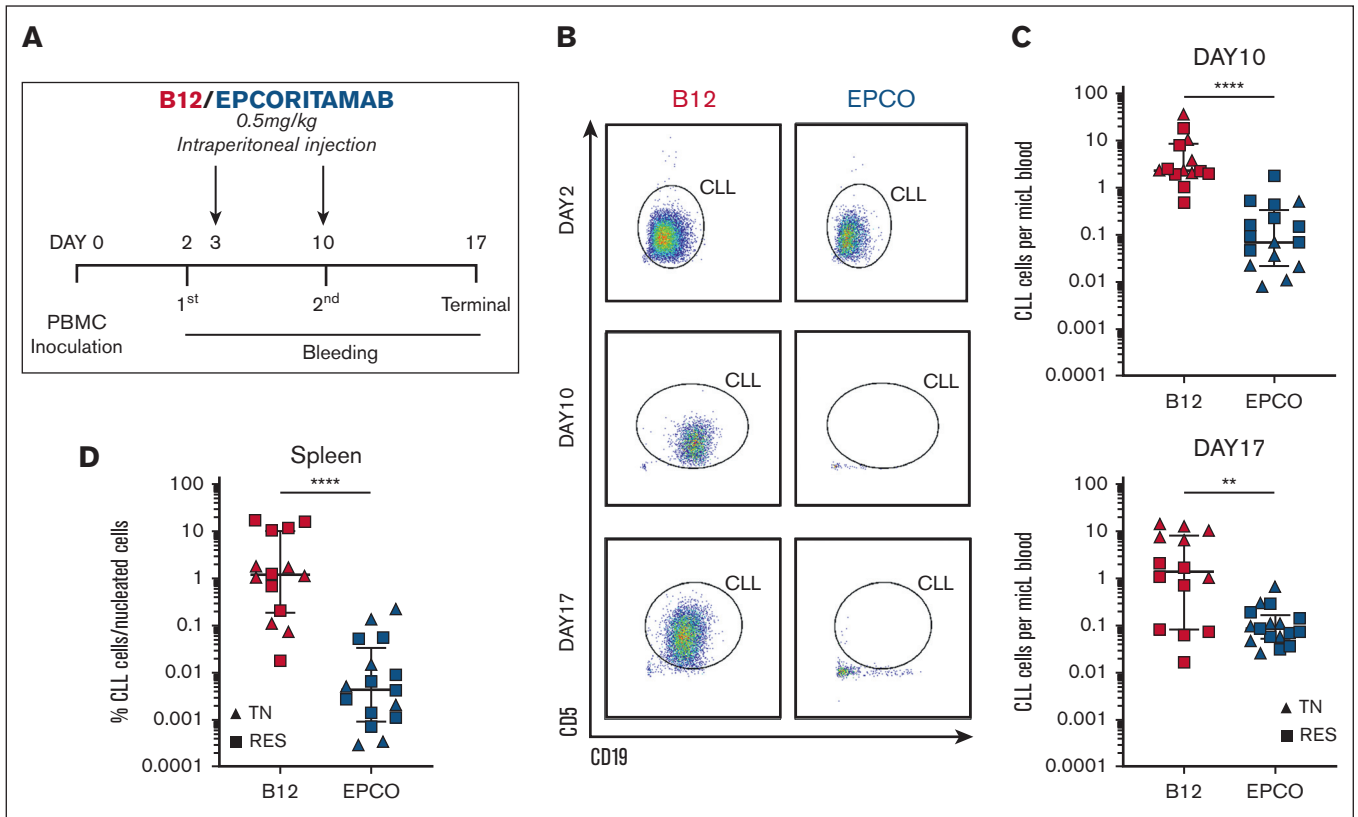 A
B12/EPCORITAMAB
0.5mg/kg
Intraperitoneal injection
DAY 0 2 3 10 17
1st 2nd Terminal
PBMC
Inoculation
Bleeding
B
B12 EPCO
DAY2
CLL
CLL
DAY10
CLL
CLL
DAY17
CLL
CLL
CD5
CD19
C
DAY10
****
CLL cells per micL blood
100
10
1
0.1
0.01
0.001
0.0001
B12 EPCO
DAY17
**
CLL cells per micL blood
100
10
1
0.1
0.01
0.001
0.0001
TN
RES
B12 EPCO
D
Spleen
****
% CLL cells/nucleated cells
100
10
1
0.1
0.01
0.001
0.0001
TN
RES
B12 EPCO